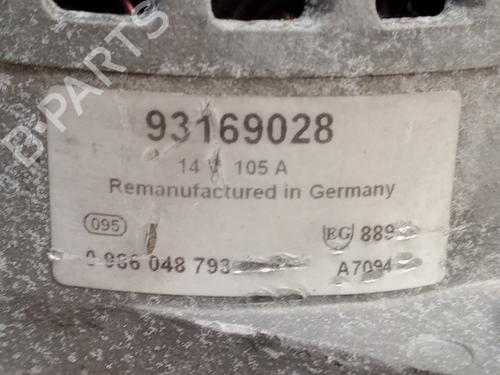 B-PARTS
93169028
14 V 105 A
Remanufactured in Germany
095
EG 889
0 986 048 793
A7094